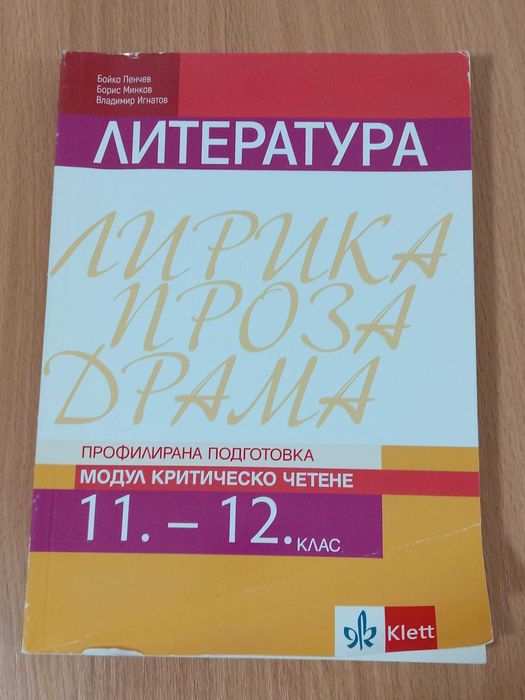 Бойко Пенчев
Борис Минков
Владимир Игнатов
ЛИТЕРАТУРА
ЛИРИКА
ПРОЗА
ДРАМА
ПРОФИЛИРАНА ПОДГОТОВКА
МОДУЛ КРИТИЧЕСКО ЧЕТЕНЕ
11. – 12. КЛАС
Klett